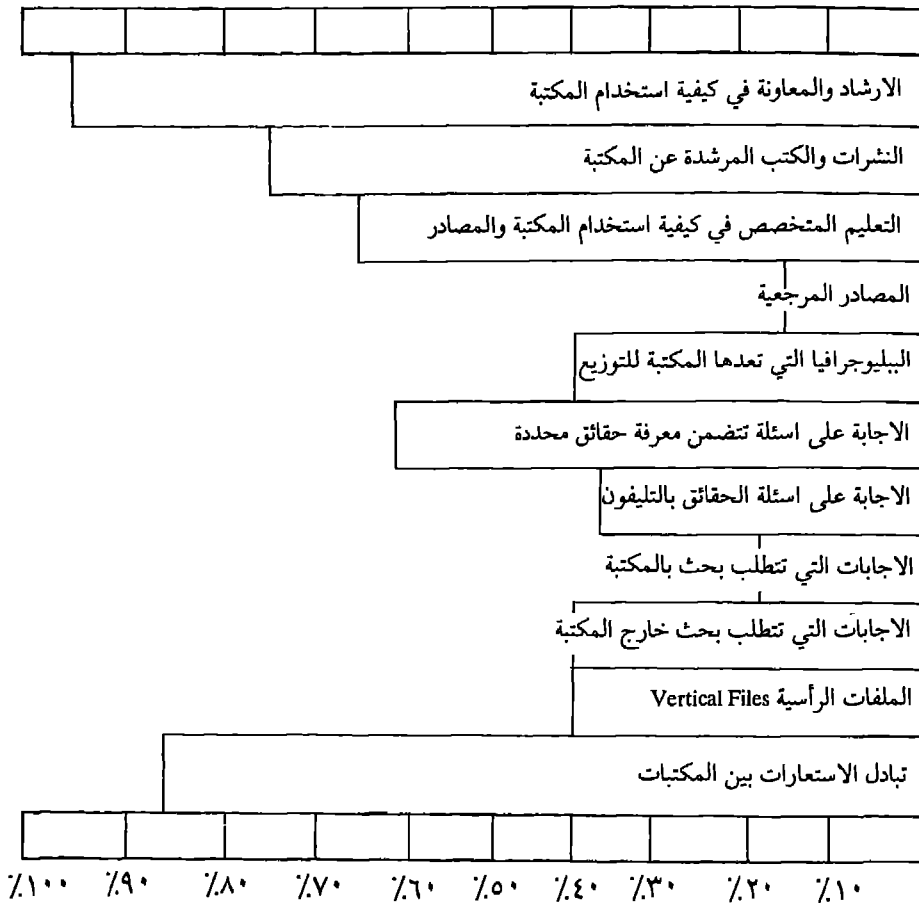 الارشاد والمعاونة في كيفية استخدام المكتبة
النشرات والكتب المرشدة عن المكتبة
التعليم المتخصص في كيفية استخدام المكتبة والمصادر
المصادر المرجعية
الببليوجرافيا التي تعدها المكتبة للتوزيع
الاجابة على اسئلة تتضمن معرفة حقائق محددة
الاجابة على اسئلة الحقائق بالتليفون
الاجابات التي تتطلب بحث بالمكتبة
الاجابات التي تتطلب بحث خارج المكتبة
الملفات الرأسية Vertical Files
تبادل الاستعارات بين المكتبات
٪١٠ ٪٢٠ ٪٣٠ ٪٤٠ ٪٥٠ ٪٦٠ ٪٧٠ ٪٨٠ ٪٩٠ ٪١٠٠